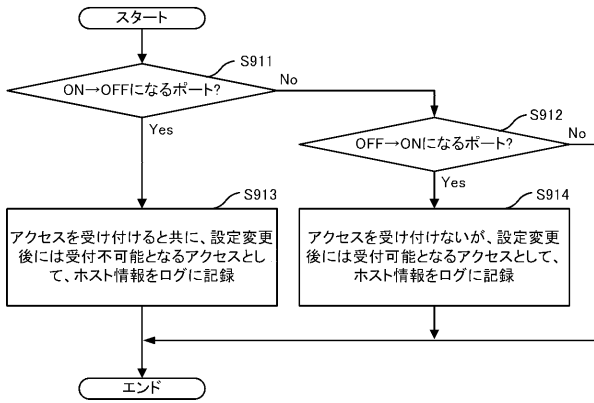 スタート
S911
ON→OFFになるポート?
No
Yes
S912
OFF→ONになるポート?
No
Yes
S913
アクセスを受け付けると共に、設定変更
後には受付不可能となるアクセスとし
て、ホスト情報をログに記録
S914
アクセスを受け付けないが、設定変更
後には受付可能となるアクセスとして、
ホスト情報をログに記録
エンド